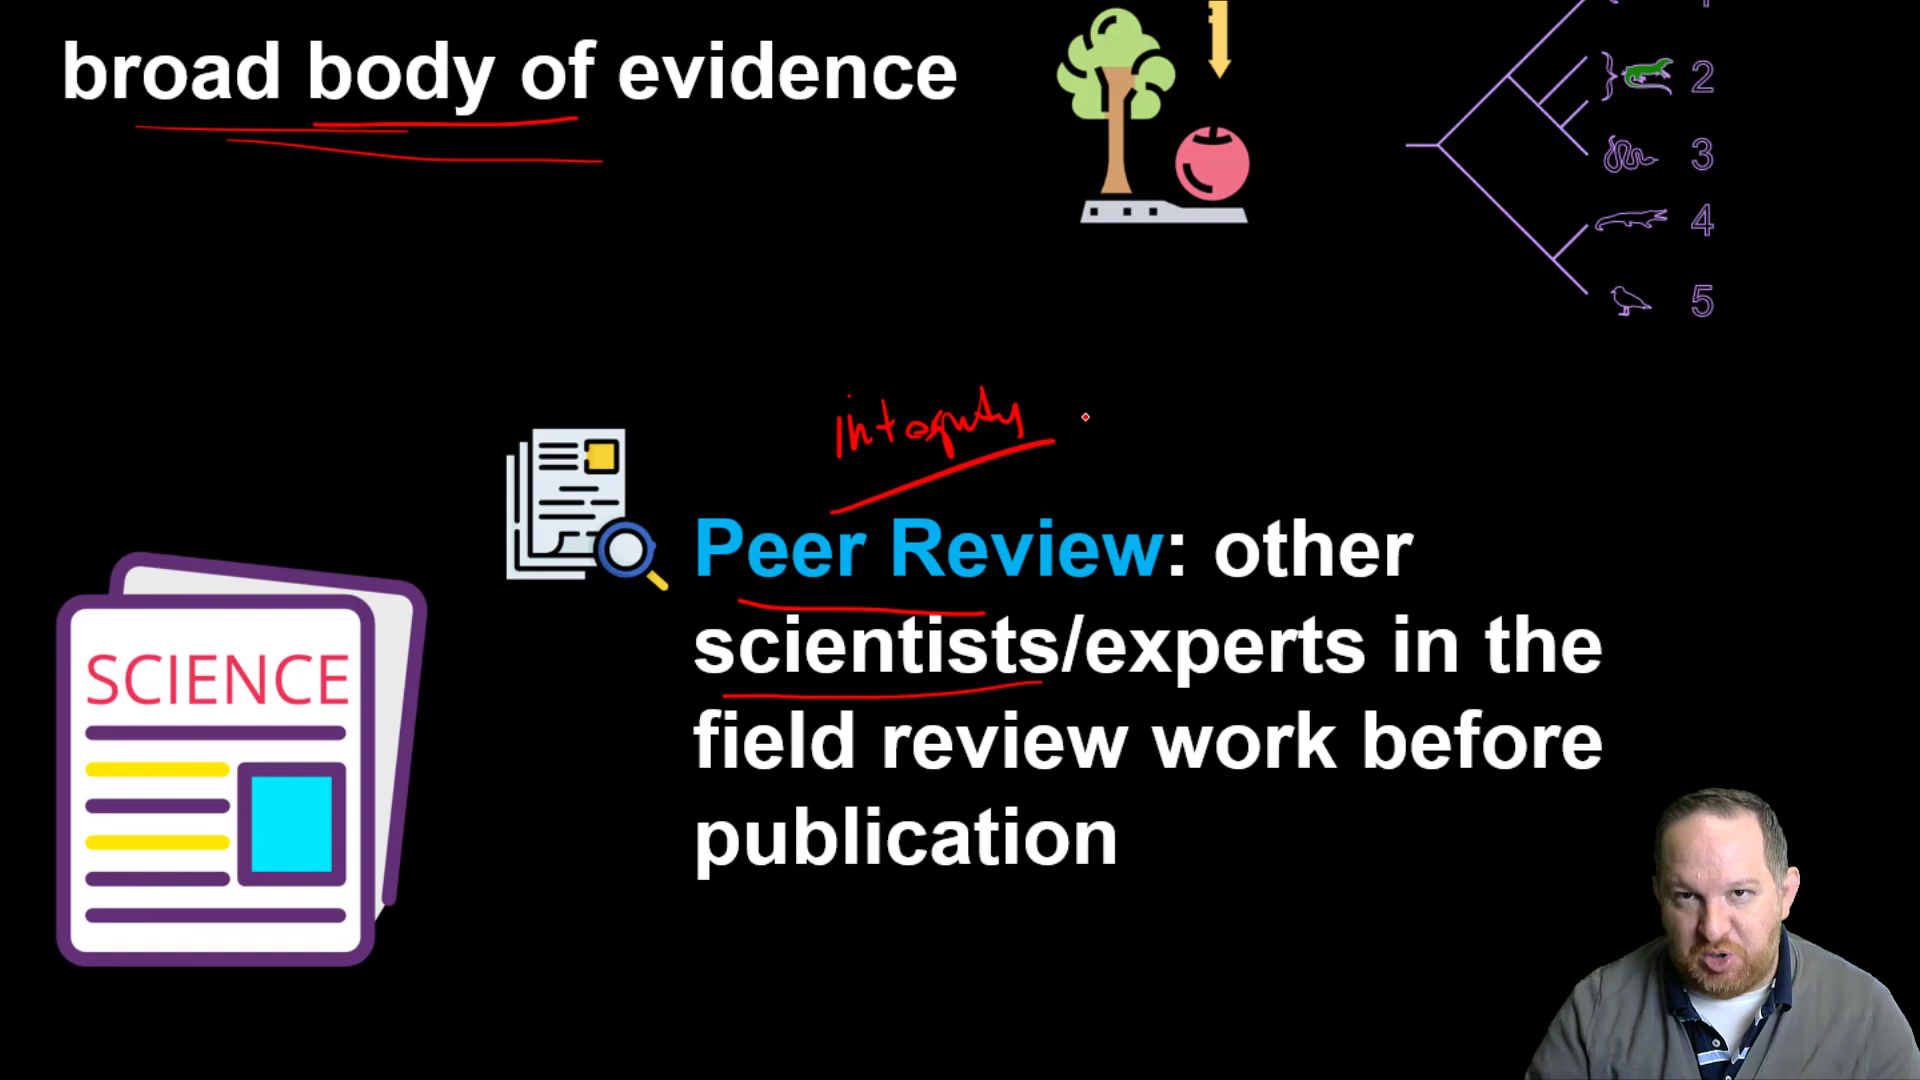 broad body of evidence
2
3
4
5
integrity
Peer Review: other
scientists/experts in the
field review work before
publication
SCIENCE